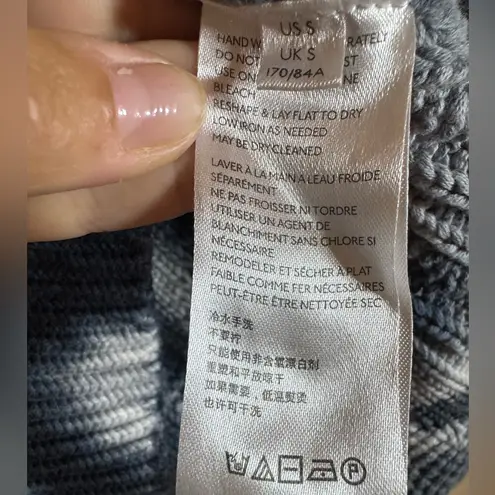 US S
UK S
170/84A
HAND W RATELY
DO NOT
USE ON NE
BLEACH
RESHAPE & LAY FLAT TO DRY
LOW IRON AS NEEDED
MAY BE DRY CLEANED
LAVER À LA MAIN A LEAU FROIDE
SÉPARÉMENT
NE PAS FROISSER NI TORDRE
UTILISER UN AGENT DE
BLANCHIMENT SANS CHLORE SI
NÉCESSAIRE
REMODELER ET SÉCHER À PLAT
FAIBLE COMME FER NÉCESSAIRES
PEUT-ÊTRE ÊTRE NETTOYÉE SEC
冷水手洗
不要拧
只能使用非含氯漂白剂
重塑和平放晾干
如果需要，低温熨烫
也许可干洗